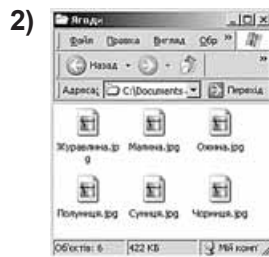 2)
Ягоди
Файл Правка Вигляд Обр »
Назад »
Адреса: C:\Documents Перехід
Журавлина.jp
g
Малина.jpg Ожина.jpg
Полуниця.jpg Суниця.jpg Чорниця.jpg
Об'єктів: 6 422 КБ Мій комп'